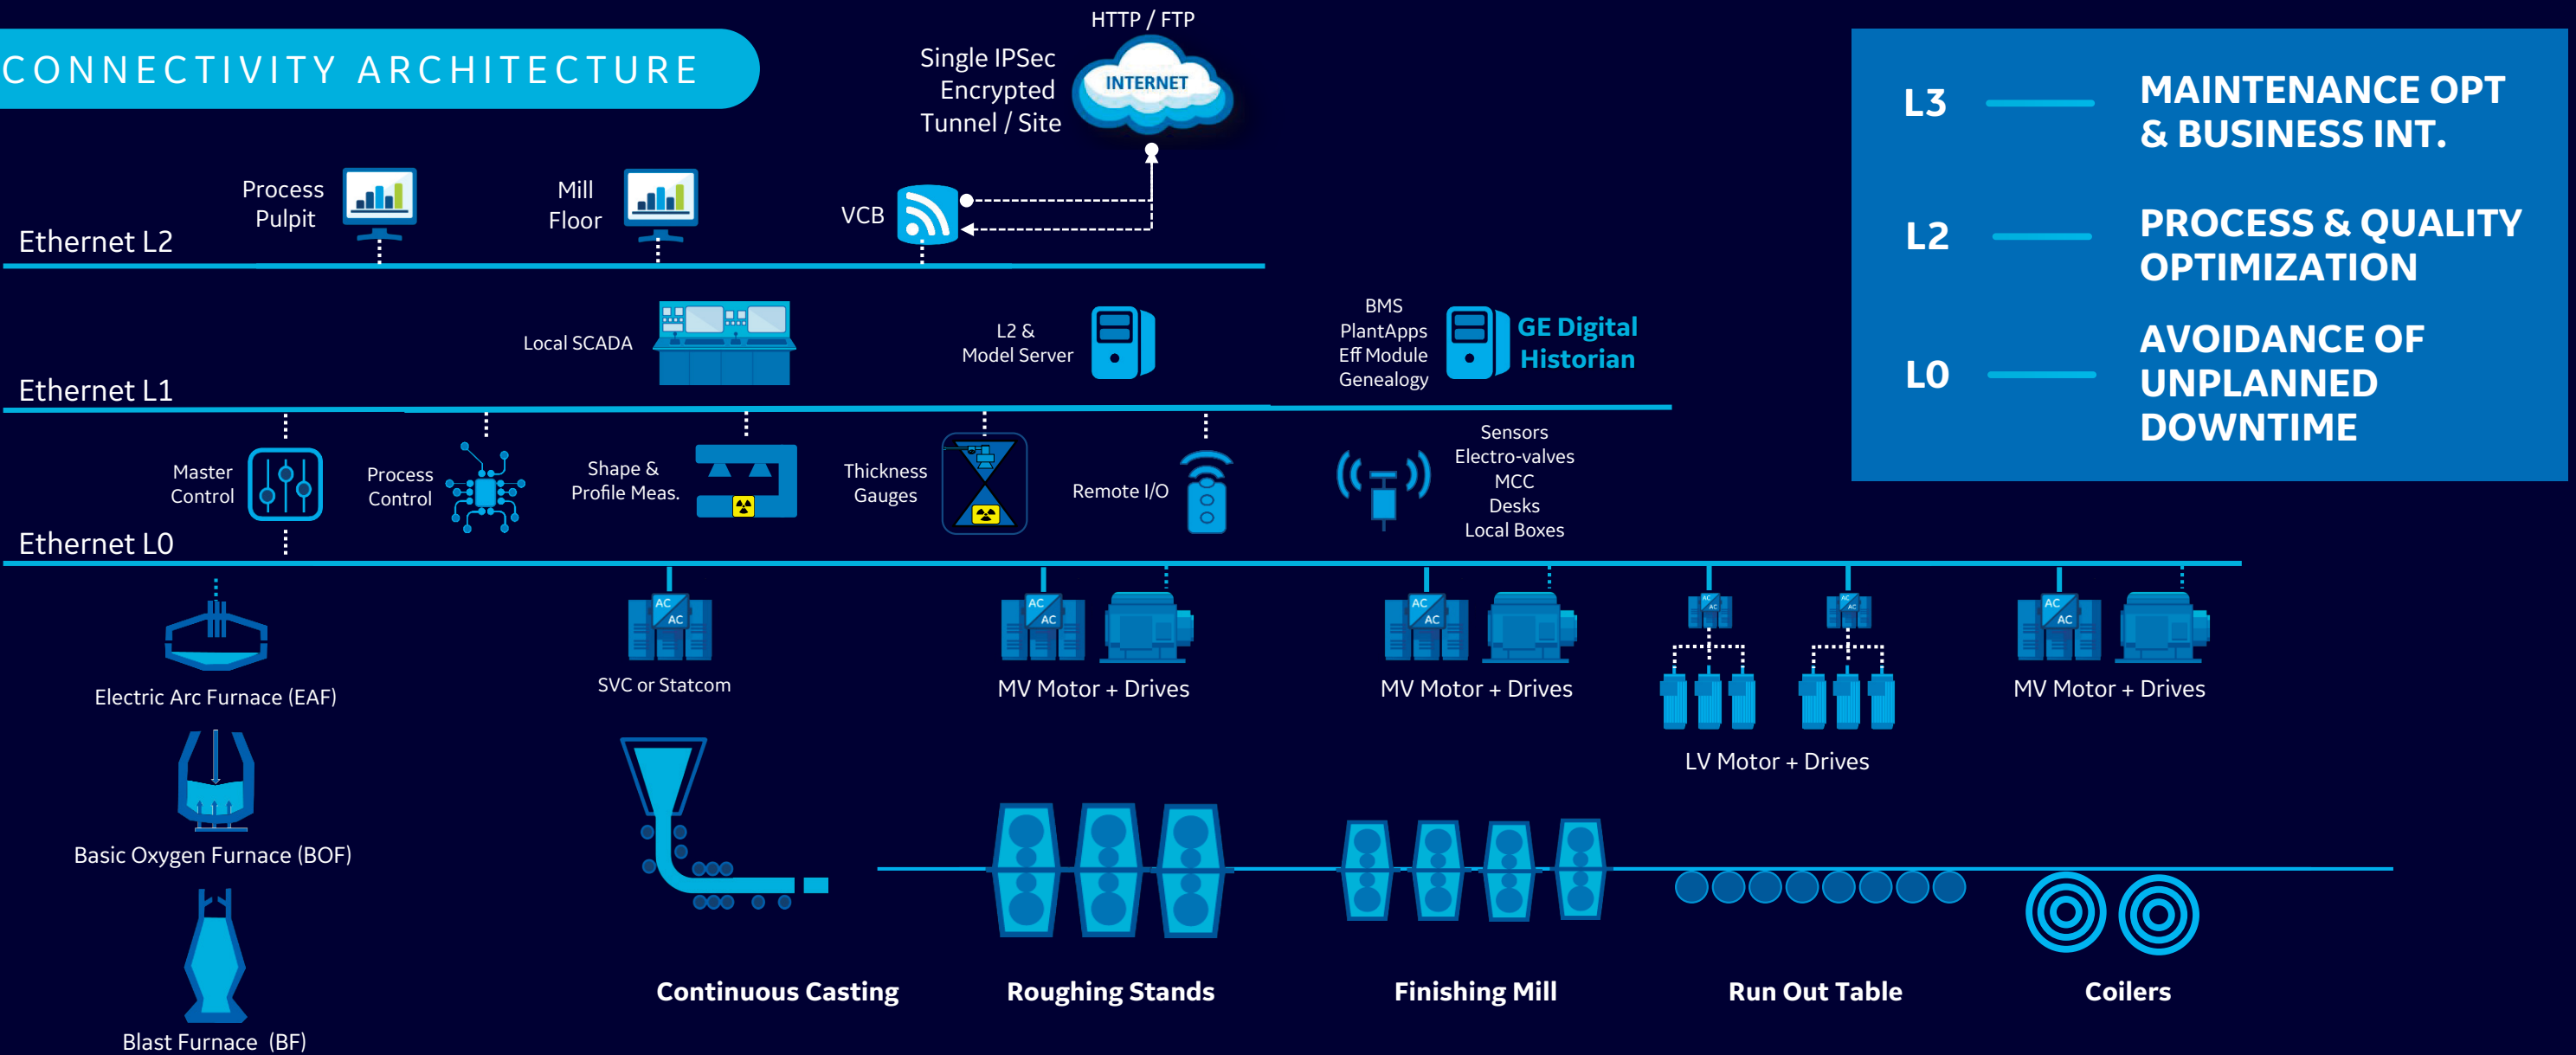 CONNECTIVITY ARCHITECTURE
HTTP / FTP
Single IPSec
Encrypted
Tunnel / Site
INTERNET
L3
MAINTENANCE OPT
& BUSINESS INT.
L2
PROCESS & QUALITY
OPTIMIZATION
L0
AVOIDANCE OF
UNPLANNED
DOWNTIME
Process
Pulpit
Mill
Floor
VCB
Ethernet L2
Local SCADA
L2 &
Model Server
BMS
PlantApps
Eff Module
Genealogy
GE Digital
Historian
Ethernet L1
Master
Control
Process
Control
Shape &
Profile Meas.
Thickness
Gauges
Remote I/O
Sensors
Electro-valves
MCC
Desks
Local Boxes
Ethernet L0
AC
AC
AC
AC
AC
AC
AC
AC
AC
AC
AC
AC
Electric Arc Furnace (EAF)
SVC or Statcom
MV Motor + Drives
MV Motor + Drives
LV Motor + Drives
MV Motor + Drives
Basic Oxygen Furnace (BOF)
Blast Furnace (BF)
Continuous Casting
Roughing Stands
Finishing Mill
Run Out Table
Coilers